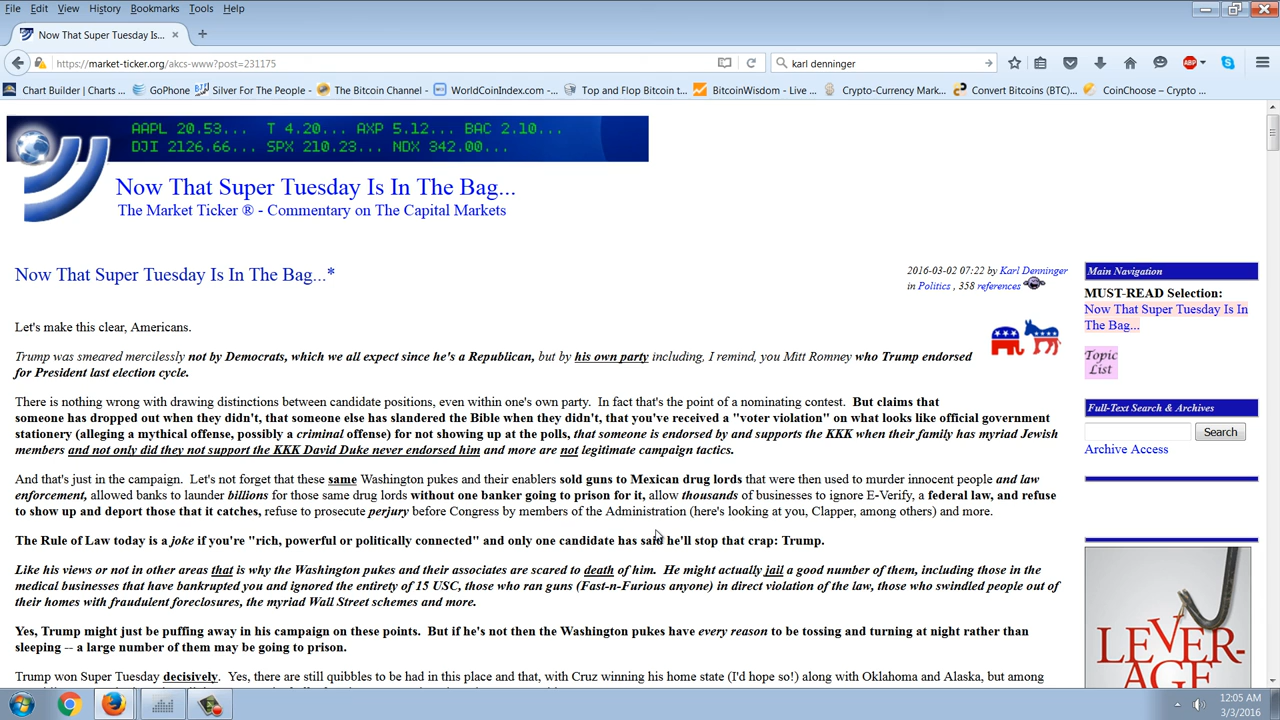 File Edit View History Bookmarks Tools Help
Now That Super Tuesday Is...
https://market-ticker.org/akcs-www?post=231175
karl denninger
ABP
Chart Builder | Charts ... GoPhone Silver For The People - ... The Bitcoin Channel - ... WorldCoinIndex.com -... Top and Flop Bitcoin t... BitcoinWisdom - Live ... Crypto-Currency Mark... Convert Bitcoins (BTC)... CoinChoose – Crypto ...
AAPL 20.53... T 4.20... AXP 5.12... BAC 2.10...
DJI 2126.66... SPX 210.23... NDX 342.00...
Now That Super Tuesday Is In The Bag...
The Market Ticker ® - Commentary on The Capital Markets
Now That Super Tuesday Is In The Bag...*
2016-03-02 07:22 by Karl Denninger
in Politics , 358 references
Let's make this clear, Americans.
Trump was smeared mercilessly not by Democrats, which we all expect since he's a Republican, but by his own party including, I remind, you Mitt Romney who Trump endorsed
for President last election cycle.
There is nothing wrong with drawing distinctions between candidate positions, even within one's own party. In fact that's the point of a nominating contest. But claims that
someone has dropped out when they didn't, that someone else has dissed the Bible when they didn't, that you've received a "voter violation" on what looks like official government
stationery (alleging a mythical offense, possibly a criminal offense) for not showing up at the polls, that someone is endorsed by and supports the KKK when their family has myriad Jewish
members and not only did they not support the KKK David Duke never endorsed him and more are not legitimate campaign tactics.
And that's just in the campaign. Let's not forget that these same Washington pukes and their enablers sold guns to Mexican drug lords that were then used to murder innocent people and law
enforcement, allowed banks to launder billions for those same drug lords without one banker going to prison for it, allow thousands of businesses to ignore E-Verify, a federal law, and refuse
to show up and deport those that it catches, refuse to prosecute perjury before Congress by members of the Administration (here's looking at you, Clapper, among others) and more.
The Rule of Law today is a joke if you're "rich, powerful or politically connected" and only one candidate has said he'll stop that crap: Trump.
Like his views or not in other areas that is why the Washington pukes and their associates are scared to death of him. He might actually jail a good number of them, including those in the
medical businesses that have bankrupted you and ignored the entirety of 15 USC, those who ran guns (Fast-n-Furious anyone) in direct violation of the law, those who swindled people out of
their homes with fraudulent foreclosures, the myriad Wall Street schemes and more.
Yes, Trump might just be puffing away in his campaign on these points. But if he's not then the Washington pukes have every reason to be tossing and turning at night rather than
sleeping -- a large number of them may be going to prison.
Trump won Super Tuesday decisively. Yes, there are still quibbles to be had in this place and that, with Cruz winning his home state (I'd hope so!) along with Oklahoma and Alaska, but among
Main Navigation
MUST-READ Selection:
Now That Super Tuesday Is In
The Bag...
Topic
List
Full-Text Search & Archives
Search
Archive Access
LEVER-
AGE
12:05 AM
3/3/2016